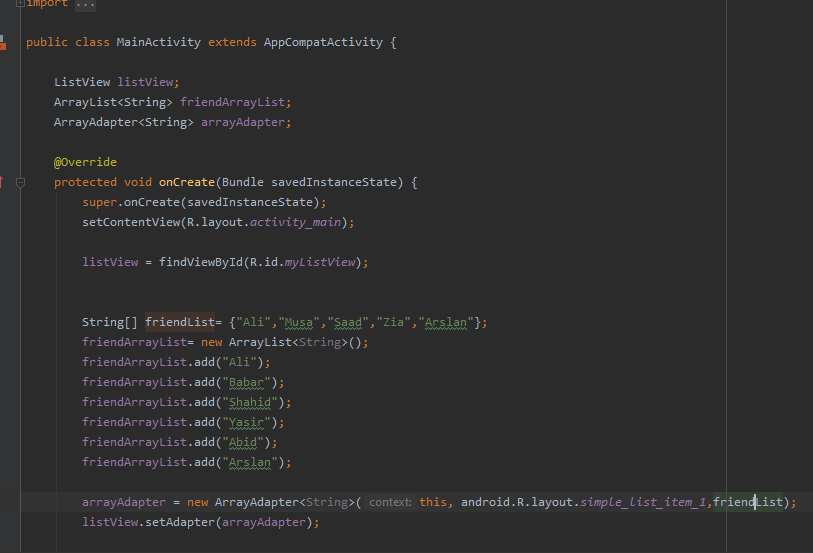 import ...
public class MainActivity extends AppCompatActivity {
ListView listView;
ArrayList<String> friendArrayList;
ArrayAdapter<String> arrayAdapter;
@Override
protected void onCreate(Bundle savedInstanceState) {
super.onCreate(savedInstanceState);
setContentView(R.layout.activity_main);
listView = findViewById(R.id.myListView);
String[] friendList= {"Ali","Musa","Saad","Zia","Arslan"};
friendArrayList= new ArrayList<String>();
friendArrayList.add("Ali");
friendArrayList.add("Babar");
friendArrayList.add("Shahid");
friendArrayList.add("Yasir");
friendArrayList.add("Abid");
friendArrayList.add("Arslan");
arrayAdapter = new ArrayAdapter<String>( context: this, android.R.layout.simple_list_item_1,friendList);
listView.setAdapter(arrayAdapter);